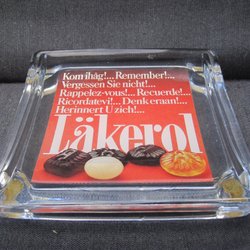 Kom ihåg!... Remember!...
Vergessen Sie nicht!...
Rappelez-vous!... Recuerde!...
Ricordatevi!... Denk eraan!...
Herinnert U zich!...
Läkerol